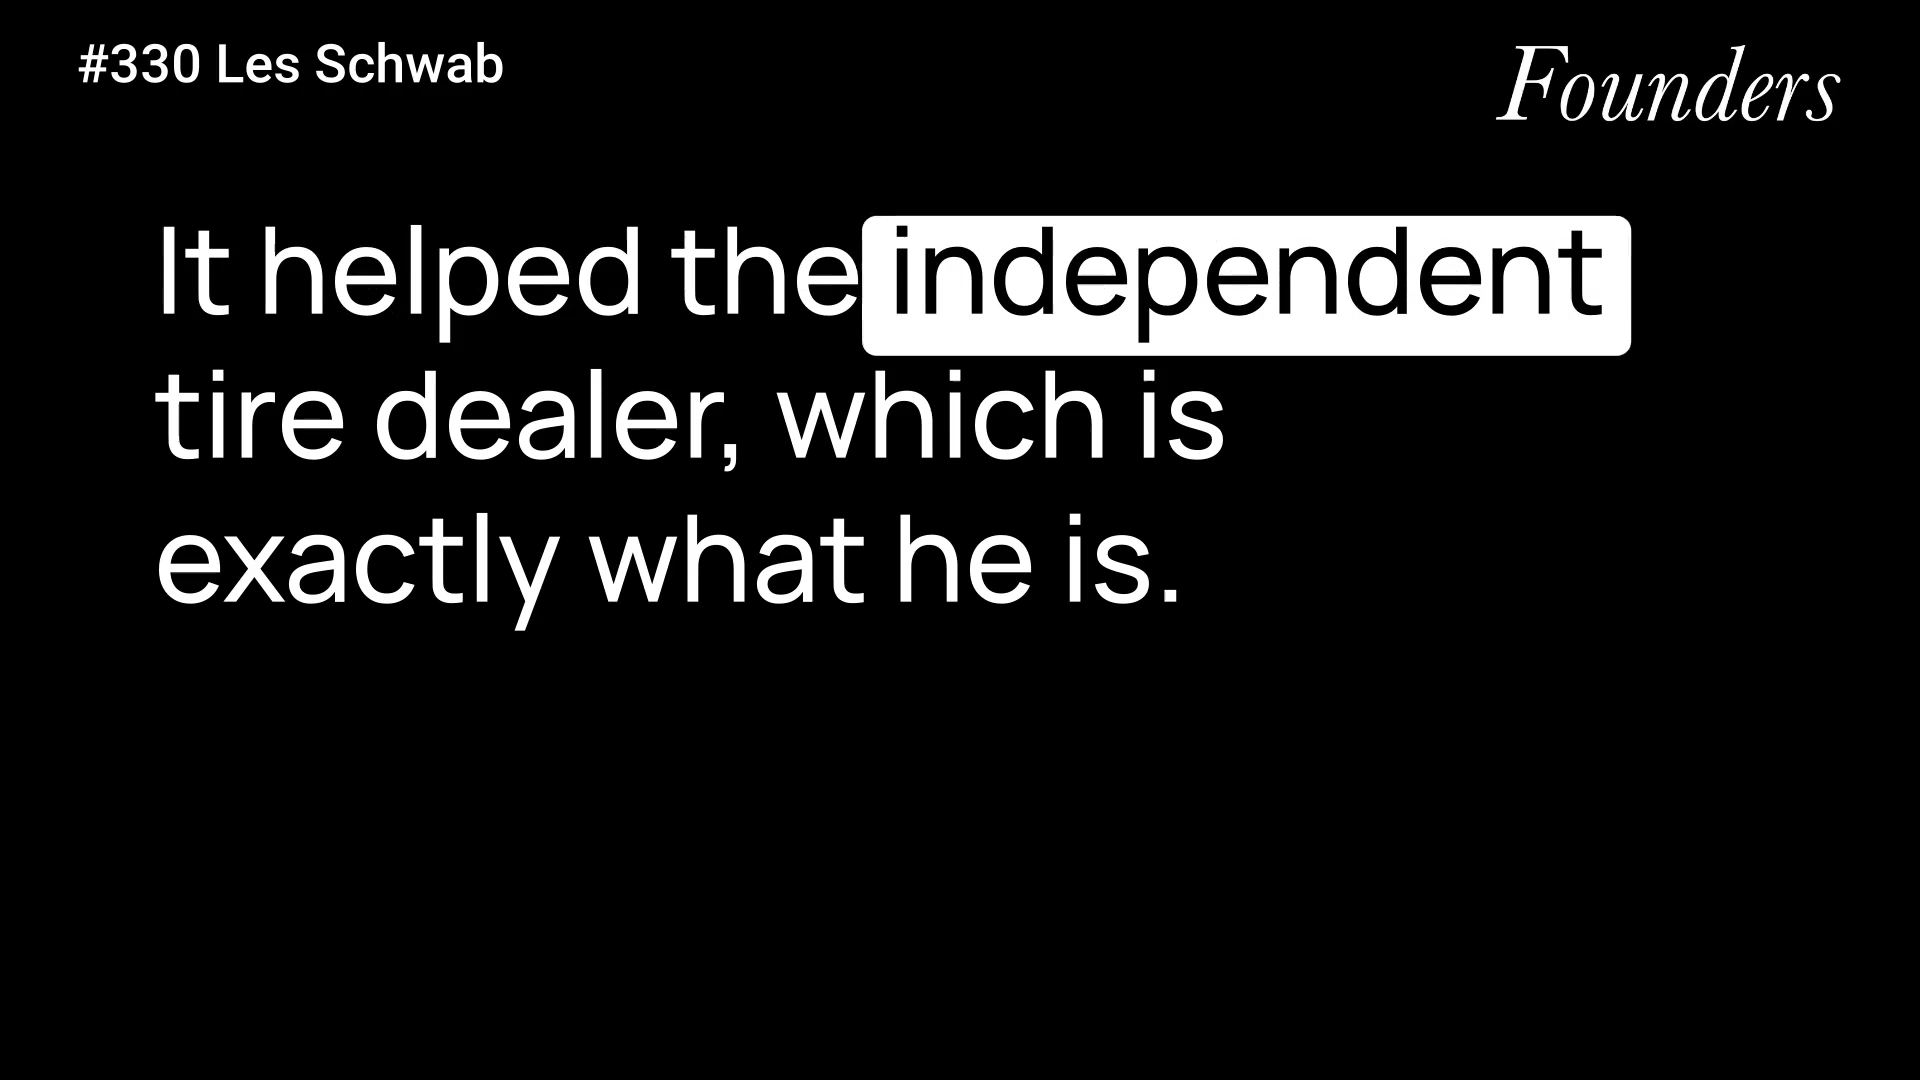 #330 Les Schwab
Founders
It helped the independent
tire dealer, which is
exactly what he is.